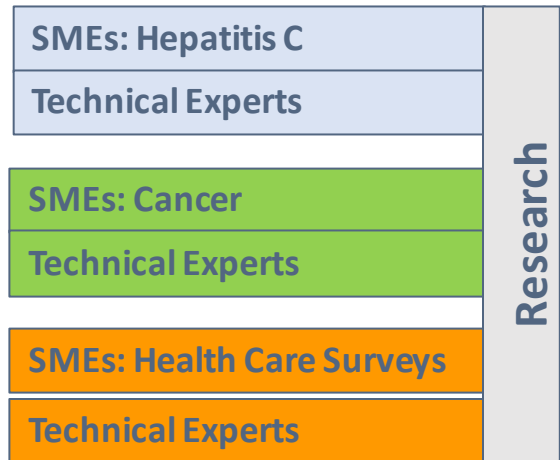 SMEs: Hepatitis C
Technical Experts
SMEs: Cancer
Technical Experts
SMEs: Health Care Surveys
Technical Experts
Research